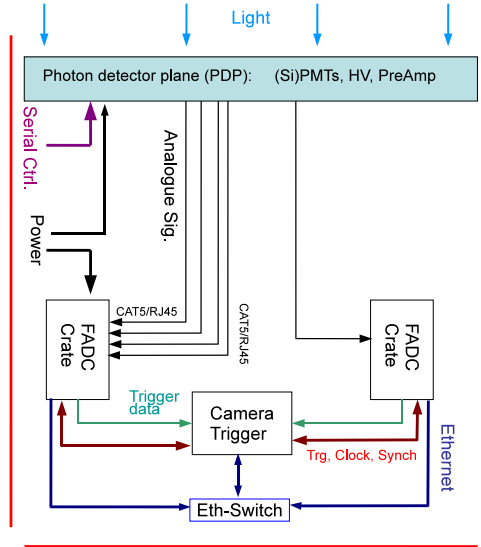 Light
Photon detector plane (PDP): (Si)PMTs, HV, PreAmp
Serial Ctrl.
Analogue Sig.
Power
CAT5/RJ45
CAT5/RJ45
FADC
Crate
FADC
Crate
Trigger
data
Camera
Trigger
Trg, Clock, Synch
Ethernet
Eth-Switch